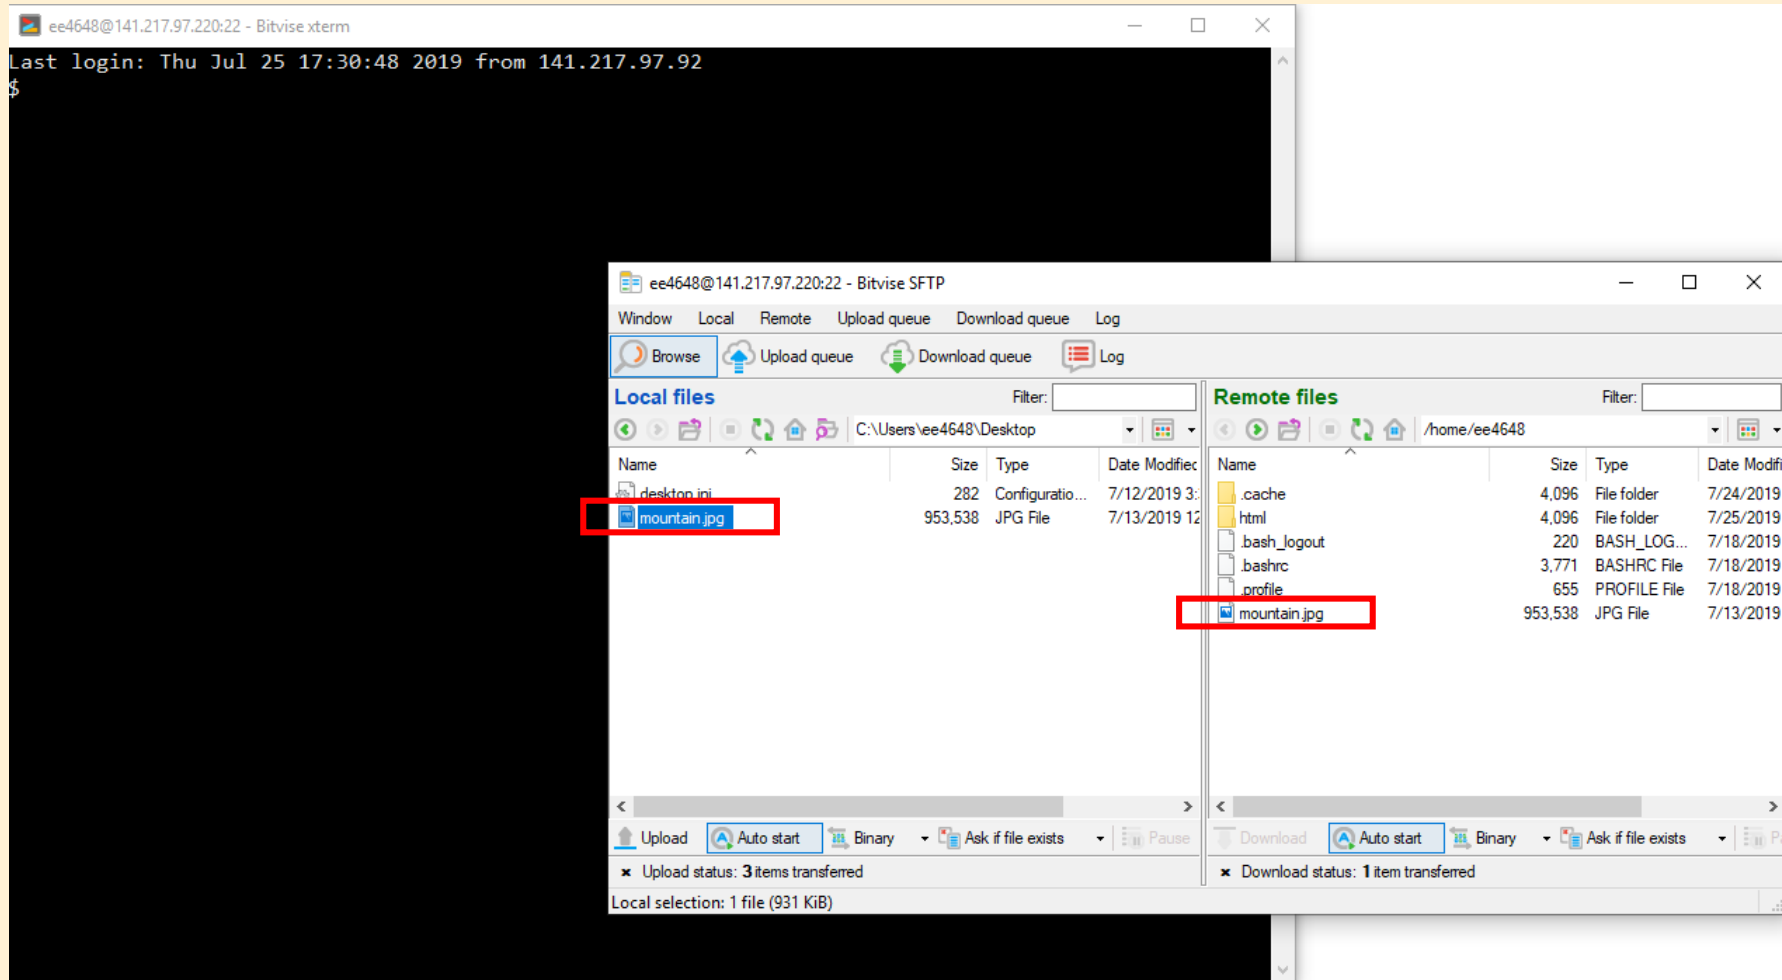 ee4648@141.217.97.220:22 - Bitvise xterm
Last login: Thu Jul 25 17:30:48 2019 from 141.217.97.92
$
ee4648@141.217.97.220:22 - Bitvise SFTP
Window Local Remote Upload queue Download queue Log
Browse Upload queue Download queue Log
Local files Filter:
C:\Users\ee4648\Desktop
Name Size Type Date Modified
desktop.ini 282 Configuratio... 7/12/2019 3:
mountain.jpg 953,538 JPG File 7/13/2019 12
Upload Auto start Binary Ask if file exists Pause
Upload status: 3 items transferred
Local selection: 1 file (931 KiB)
Remote files Filter:
/home/ee4648
Name Size Type Date Modifi
.cache 4,096 File folder 7/24/2019
html 4,096 File folder 7/25/2019
.bash_logout 220 BASH_LOG... 7/18/2019
.bashrc 3,771 BASHRC File 7/18/2019
.profile 655 PROFILE File 7/18/2019
mountain.jpg 953,538 JPG File 7/13/2019
Download Auto start Binary Ask if file exists P
Download status: 1 item transferred